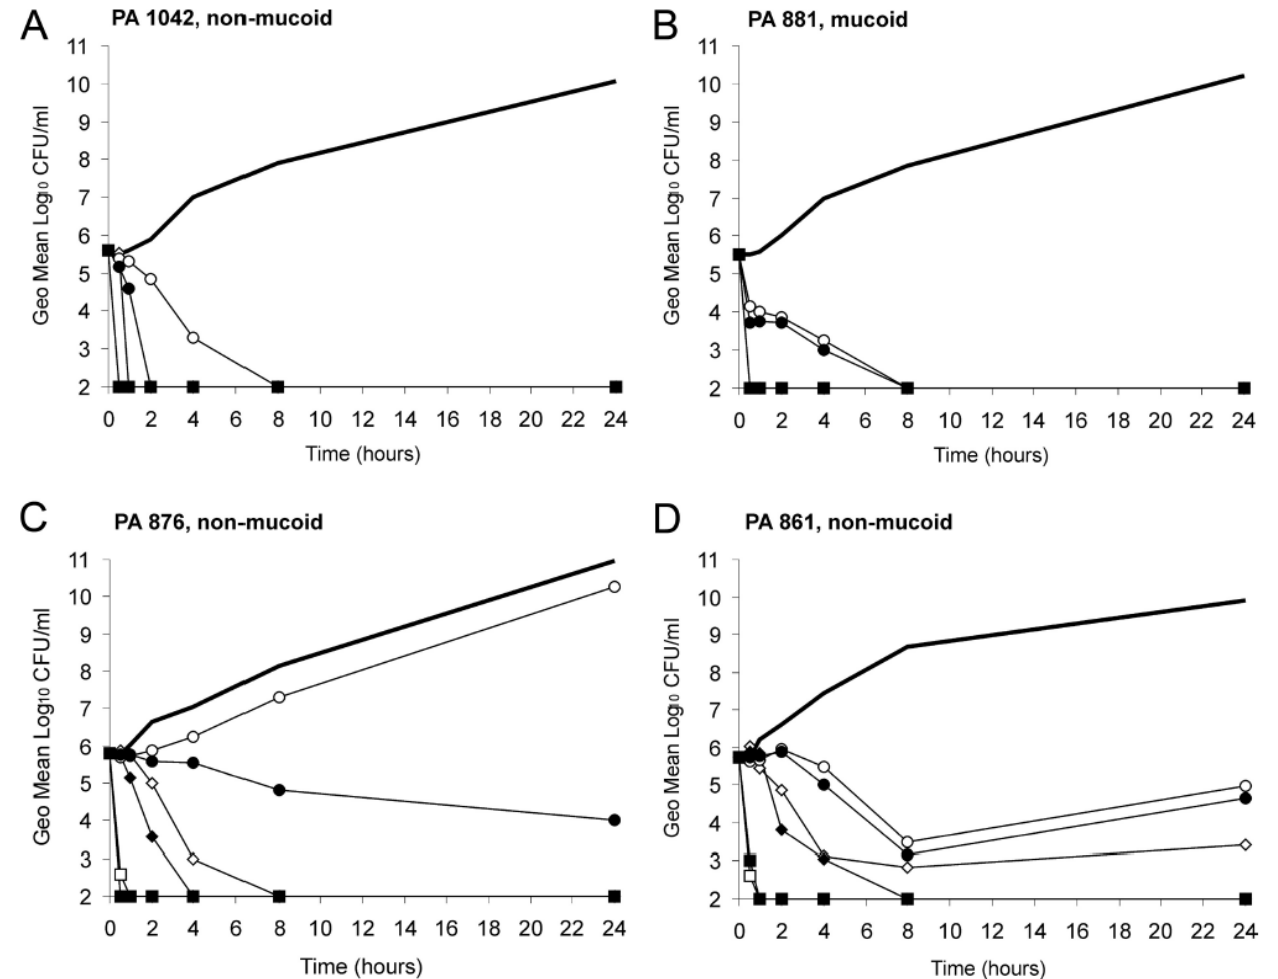 A PA 1042, non-mucoid
11
10
9
8
7
6
5
4
3
2
Geo Mean Log10 CFU/ml
0 2 4 6 8 10 12 14 16 18 20 22 24
Time (hours)
B PA 881, mucoid
11
10
9
8
7
6
5
4
3
2
Geo Mean Log10 CFU/ml
0 2 4 6 8 10 12 14 16 18 20 22 24
Time (hours)
C PA 876, non-mucoid
11
10
9
8
7
6
5
4
3
2
Geo Mean Log10 CFU/ml
0 2 4 6 8 10 12 14 16 18 20 22 24
Time (hours)
D PA 861, non-mucoid
11
10
9
8
7
6
5
4
3
2
Geo Mean Log10 CFU/ml
0 2 4 6 8 10 12 14 16 18 20 22 24
Time (hours)